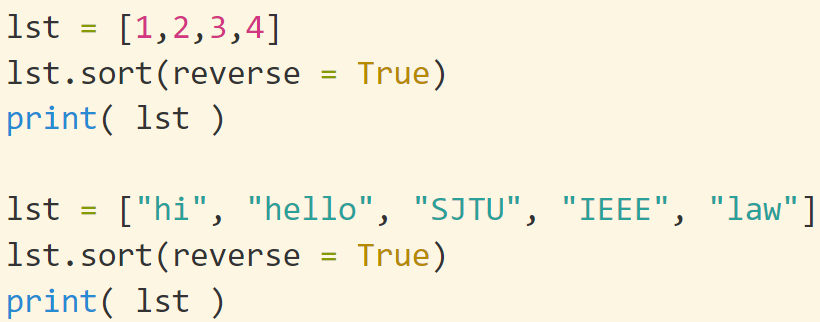 lst = [1,2,3,4]
lst.sort(reverse = True)
print( lst )
lst = ["hi", "hello", "SJTU", "IEEE", "law"]
lst.sort(reverse = True)
print( lst )